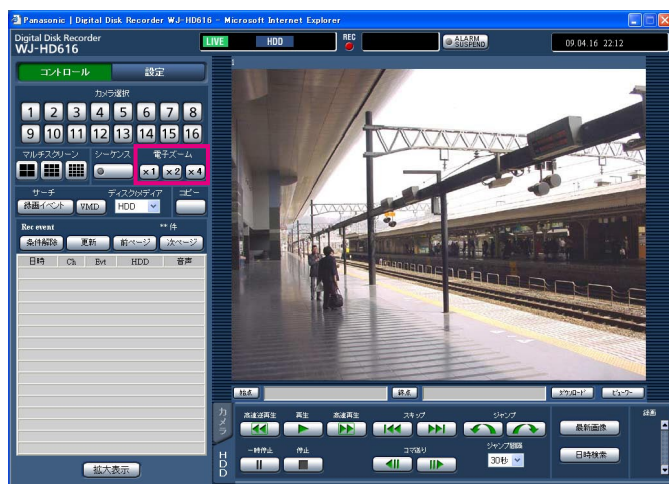 Panasonic | Digital Disk Recorder WJ-HD616 - Microsoft Internet Explorer
Digital Disk Recorder
WJ-HD616
LIVE HDD REC ALARM SUSPEND 09.04.16 22:12
コントロール 設定
カメラ選択
1 2 3 4 5 6 7 8
9 10 11 12 13 14 15 16
マルチスクリーン シーケンス 電子ズーム
x1 x2 x4
サーチ ディスク/メディア コピー
録画イベント VMD HDD
Rec event **件
条件解除 更新 前ページ 次ページ
日時 Ch Evt HDD 音声
拡大表示
1
始点 終点 ダウンロード ビューワー
カメラ
HDD
高速逆再生 再生 高速再生 スキップ ジャンプ 録画
最新画像
一時停止 停止 コマ送り ジャンプ間隔
30秒 日時検索